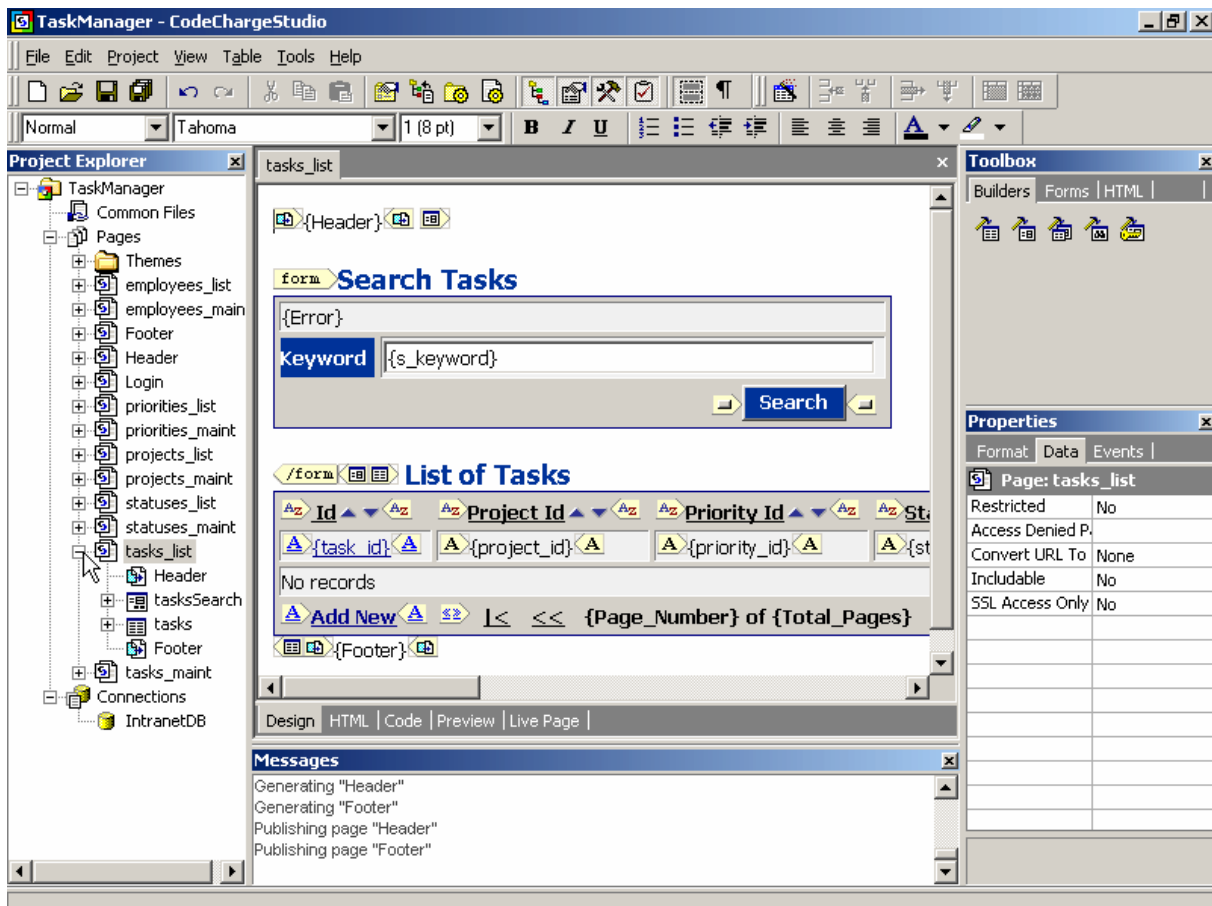 TaskManager - CodeChargeStudio
File Edit Project View Table Tools Help
Normal Tahoma 1 (8 pt) B I U A
Project Explorer
TaskManager
Common Files
Pages
Themes
employees_list
employees_main
Footer
Header
Login
priorities_list
priorities_maint
projects_list
projects_maint
statuses_list
statuses_maint
tasks_list
Header
tasksSearch
tasks
Footer
tasks_maint
Connections
IntranetDB
tasks_list
{Header}
form Search Tasks
{Error}
Keyword {s_keyword}
Search
/form List of Tasks
Id Project Id Priority Id Sta
A {task_id} A A {project_id} A A {priority_id} A A {st
No records
A Add New A |< << {Page_Number} of {Total_Pages}
{Footer}
Design HTML Code Preview Live Page
Messages
Generating "Header"
Generating "Footer"
Publishing page "Header"
Publishing page "Footer"
Toolbox
Builders Forms HTML
Properties
Format Data Events
Page: tasks_list
Restricted No
Access Denied P
Convert URL To None
Includable No
SSL Access Only No